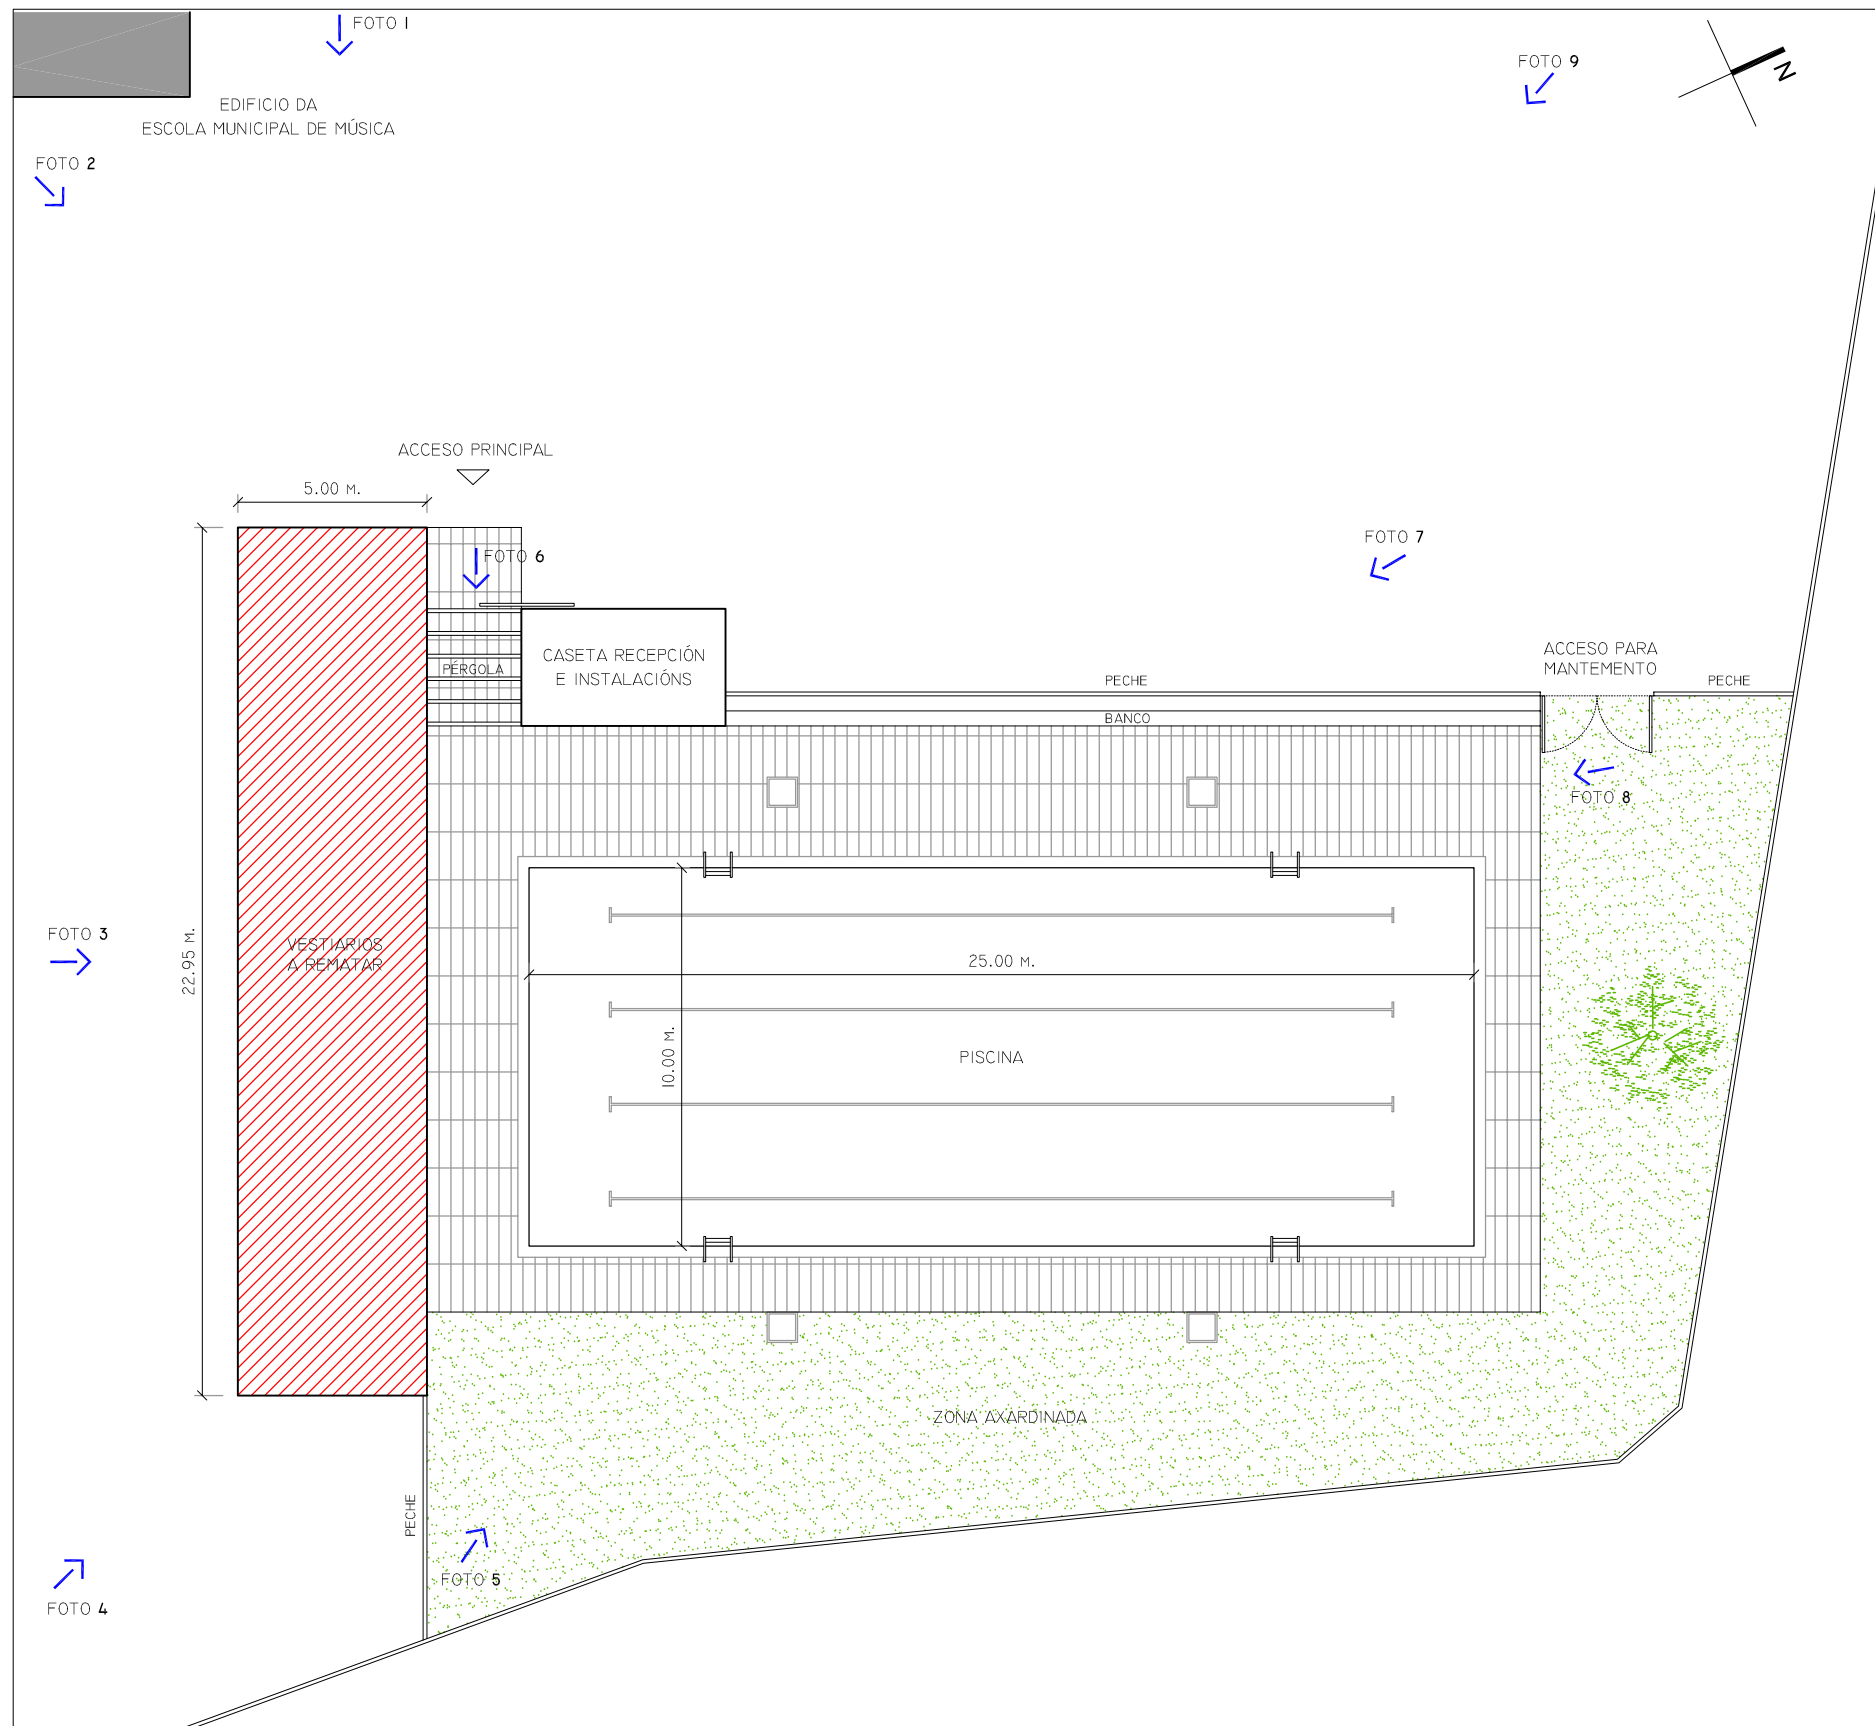 FOTO 1
FOTO 9
N
EDIFICIO DA
ESCOLA MUNICIPAL DE MÚSICA
FOTO 2
ACCESO PRINCIPAL
5.00 M.
FOTO 7
FOTO 6
CASETA RECEPCIÓN
E INSTALACIÓNS
PÉRGOLA
ACCESO PARA
MANTEMENTO
PECHE
PECHE
BANCO
FOTO 8
FOTO 3
VESTIARIOS
A REMATAR
22.95 M.
25.00 M.
10.00 M.
PISCINA
ZONA AXARDINADA
PECHE
FOTO 5
FOTO 4